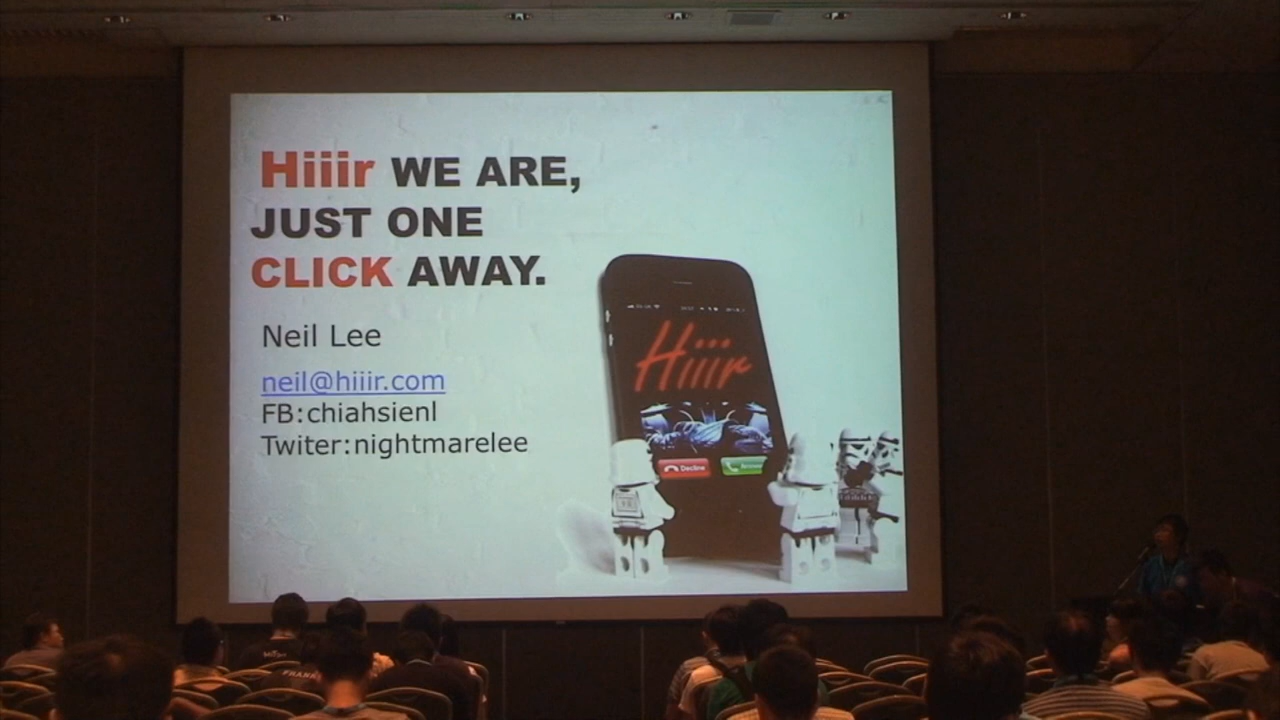 Hiiir WE ARE,
JUST ONE
CLICK AWAY.
Neil Lee
neil@hiiir.com
FB:chiahsienl
Twiter:nightmarelee
Hiiir
Decline